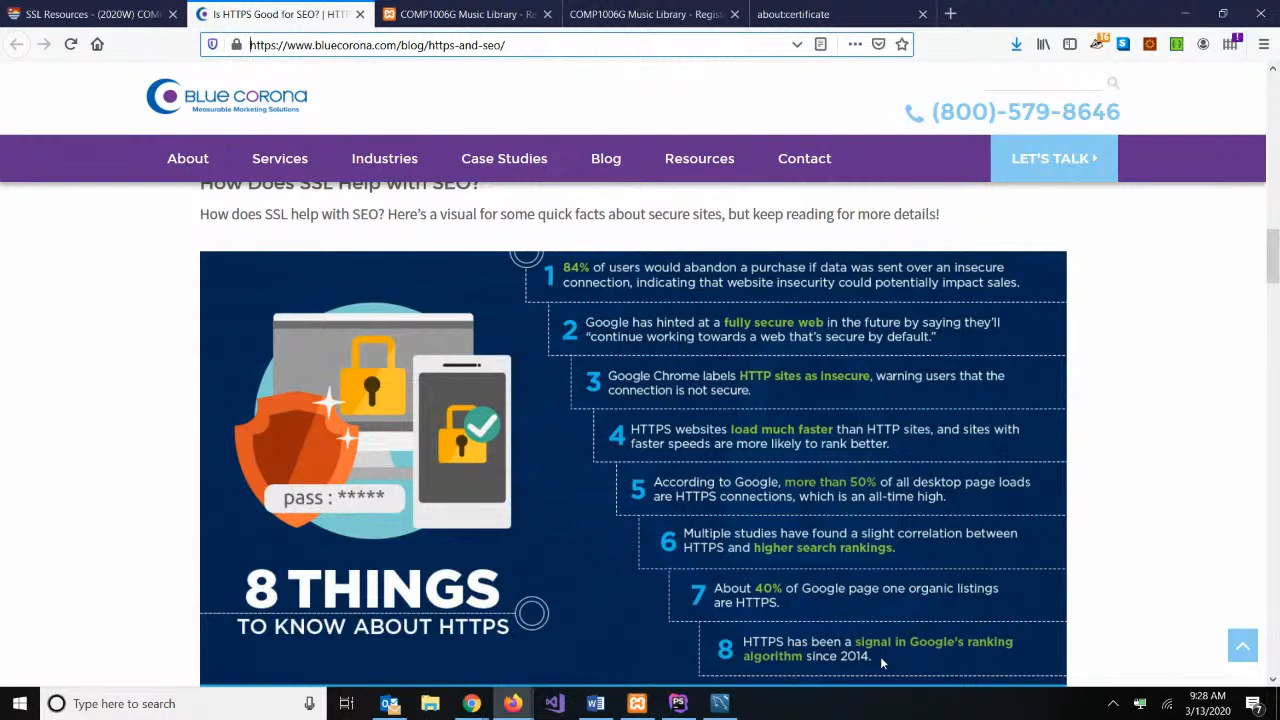 SSL Resources (2020W) COMP10
Is HTTPS Good for SEO? | HTT
COMP1006G Music Library - Re
COMP1006G Music Library - Regist
about:certificate
https://www.bluecorona.com/blog/https-and-seo/
16
1
BLUE CORONA
Measurable Marketing Solutions
(800)-579-8646
About Services Industries Case Studies Blog Resources Contact LET'S TALK
How Does SSL Help with SEO?
How does SSL help with SEO? Here's a visual for some quick facts about secure sites, but keep reading for more details!
1 84% of users would abandon a purchase if data was sent over an insecure
connection, indicating that website insecurity could potentially impact sales.
2 Google has hinted at a fully secure web in the future by saying they'll
"continue working towards a web that's secure by default."
3 Google Chrome labels HTTP sites as insecure, warning users that the
connection is not secure.
4 HTTPS websites load much faster than HTTP sites, and sites with
faster speeds are more likely to rank better.
5 According to Google, more than 50% of all desktop page loads
are HTTPS connections, which is an all-time high.
6 Multiple studies have found a slight correlation between
HTTPS and higher search rankings.
7 About 40% of Google page one organic listings
are HTTPS.
8 HTTPS has been a signal in Google's ranking
algorithm since 2014.
pass : *****
8 THINGS
TO KNOW ABOUT HTTPS
Type here to search
9:28 AM
3/13/2020